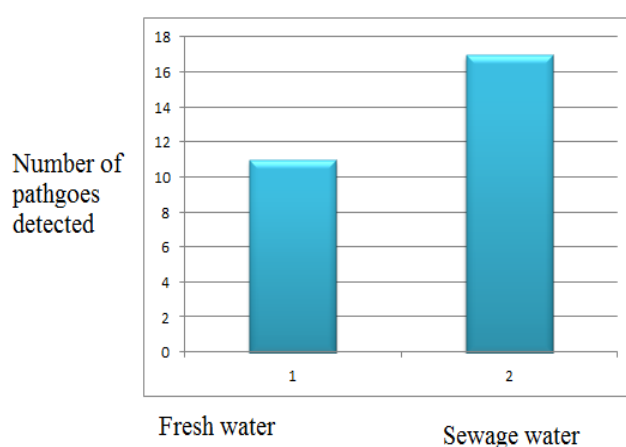 18
16
14
12
10
8
6
4
2
0
Number of
pathgoes
detected
1
2
Fresh water
Sewage water